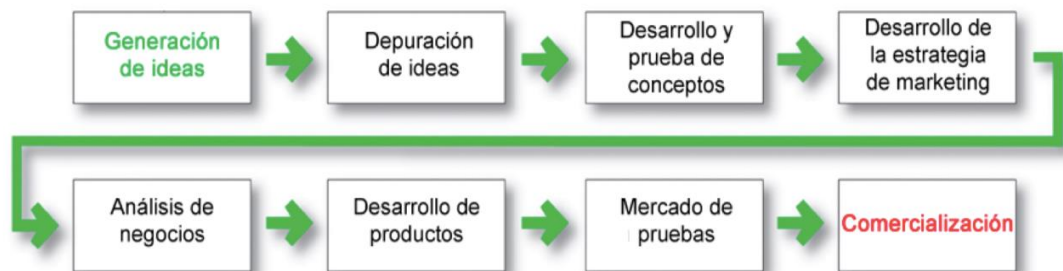 Generación
de ideas
Depuración
de ideas
Desarrollo y
prueba de
conceptos
Desarrollo de
la estrategia
de marketing
Análisis de
negocios
Desarrollo de
productos
Mercado de
pruebas
Comercialización